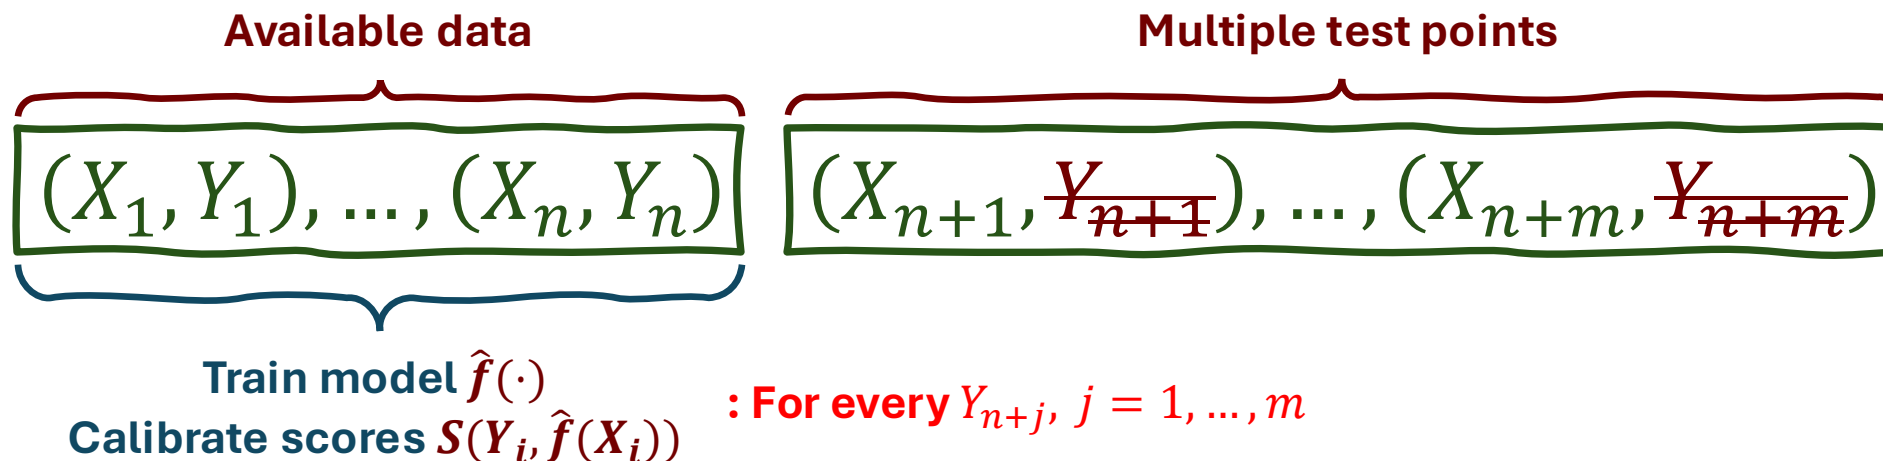 Available data
Multiple test points
(X₁, Y₁), … , (Xₙ, Yₙ)
(Xₙ₊₁, Yₙ₊₁), … , (Xₙ₊ₘ, Yₙ₊ₘ)
Train model f̂(·)
Calibrate scores S(Yᵢ, f̂(Xᵢ))
: For every Yₙ₊ⱼ, j = 1, … , m